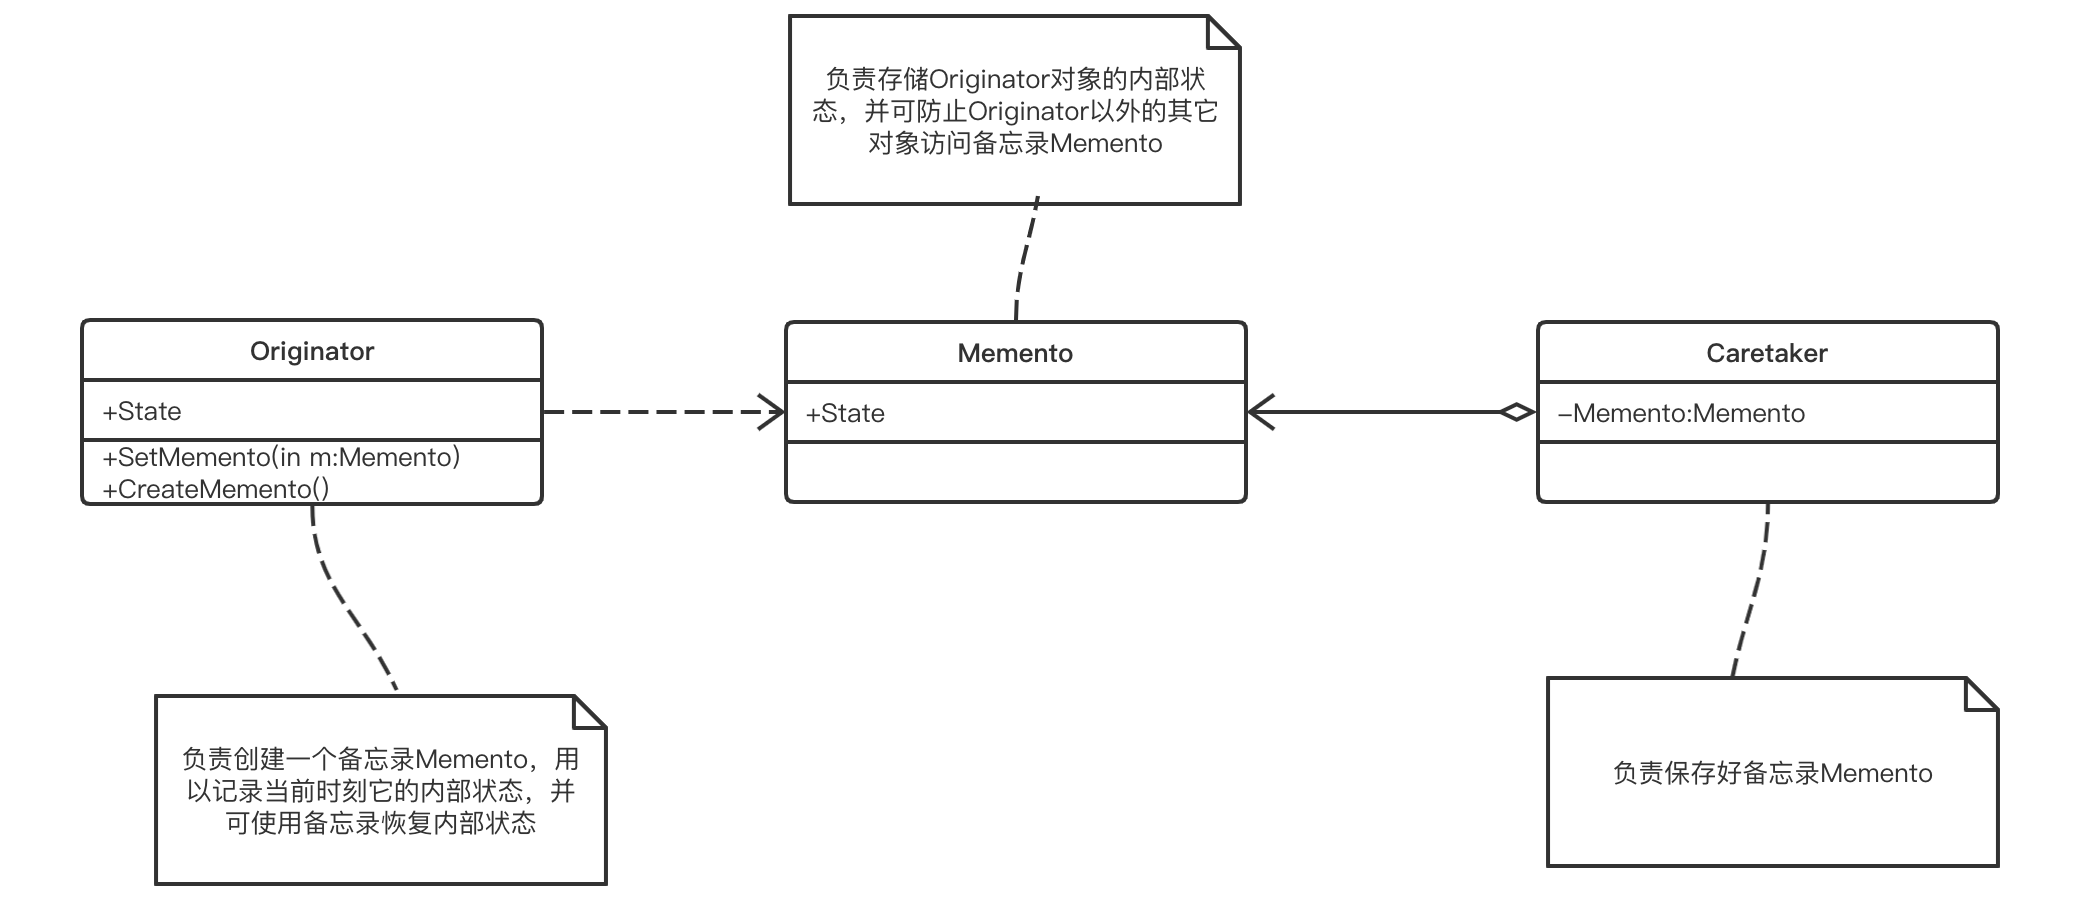 负责存储Originator对象的内部状
态，并可防止Originator以外的其它
对象访问备忘录Memento
Originator
+State
+SetMemento(in m:Memento)
+CreateMemento()
Memento
+State
Caretaker
–Memento:Memento
负责创建一个备忘录Memento，用
以记录当前时刻它的内部状态，并
可使用备忘录恢复内部状态
负责保存好备忘录Memento